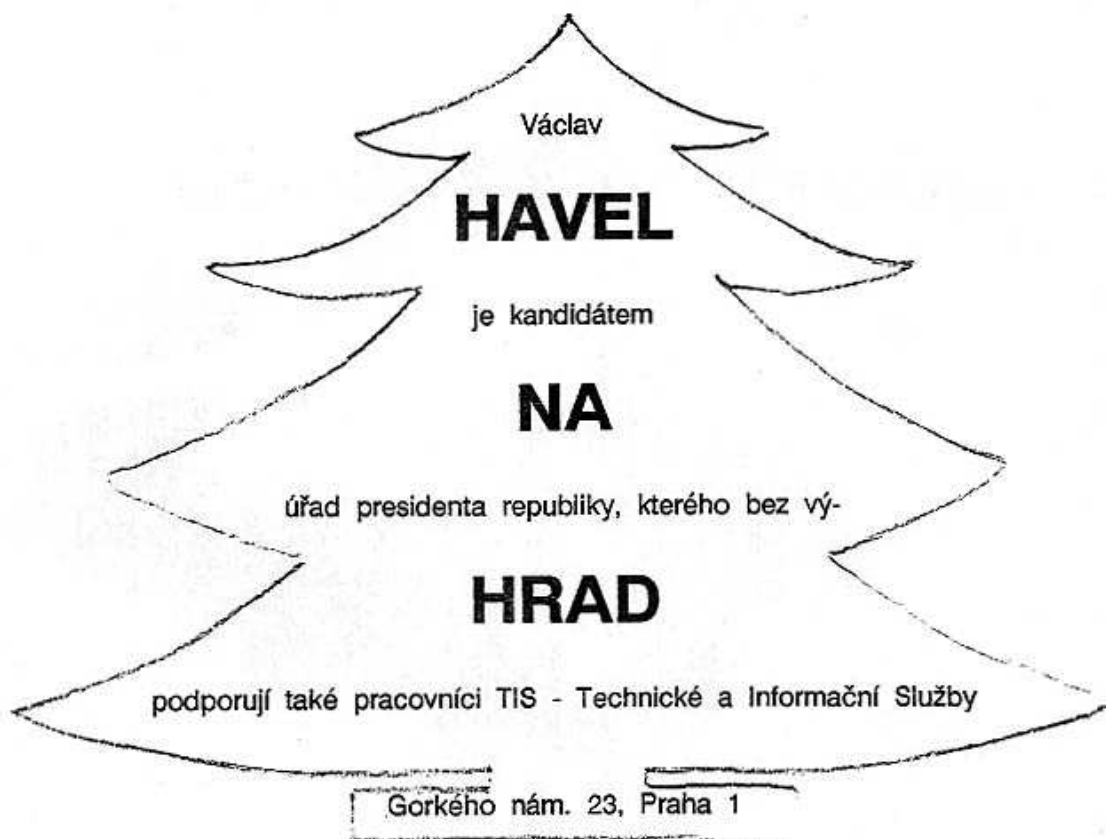 Václav
HAVEL
je kandidátem
NA
úřad presidenta republiky, kterého bez vý-
HRAD
podporují také pracovníci TIS - Technické a Informační Služby
Gorkého nám. 23, Praha 1